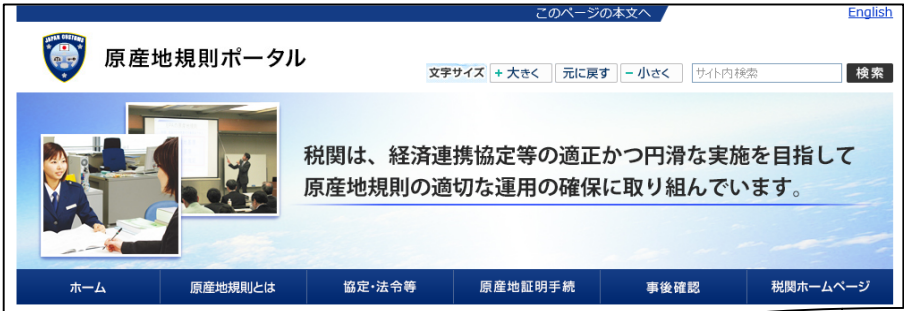 このページの本文へ
English
JAPAN CUSTOMS
原産地規則ポータル
文字サイズ + 大きく 元に戻す - 小さく サイト内検索 検索
税関は、経済連携協定等の適正かつ円滑な実施を目指して
原産地規則の適切な運用の確保に取り組んでいます。
ホーム 原産地規則とは 協定・法令等 原産地証明手続 事後確認 税関ホームページ